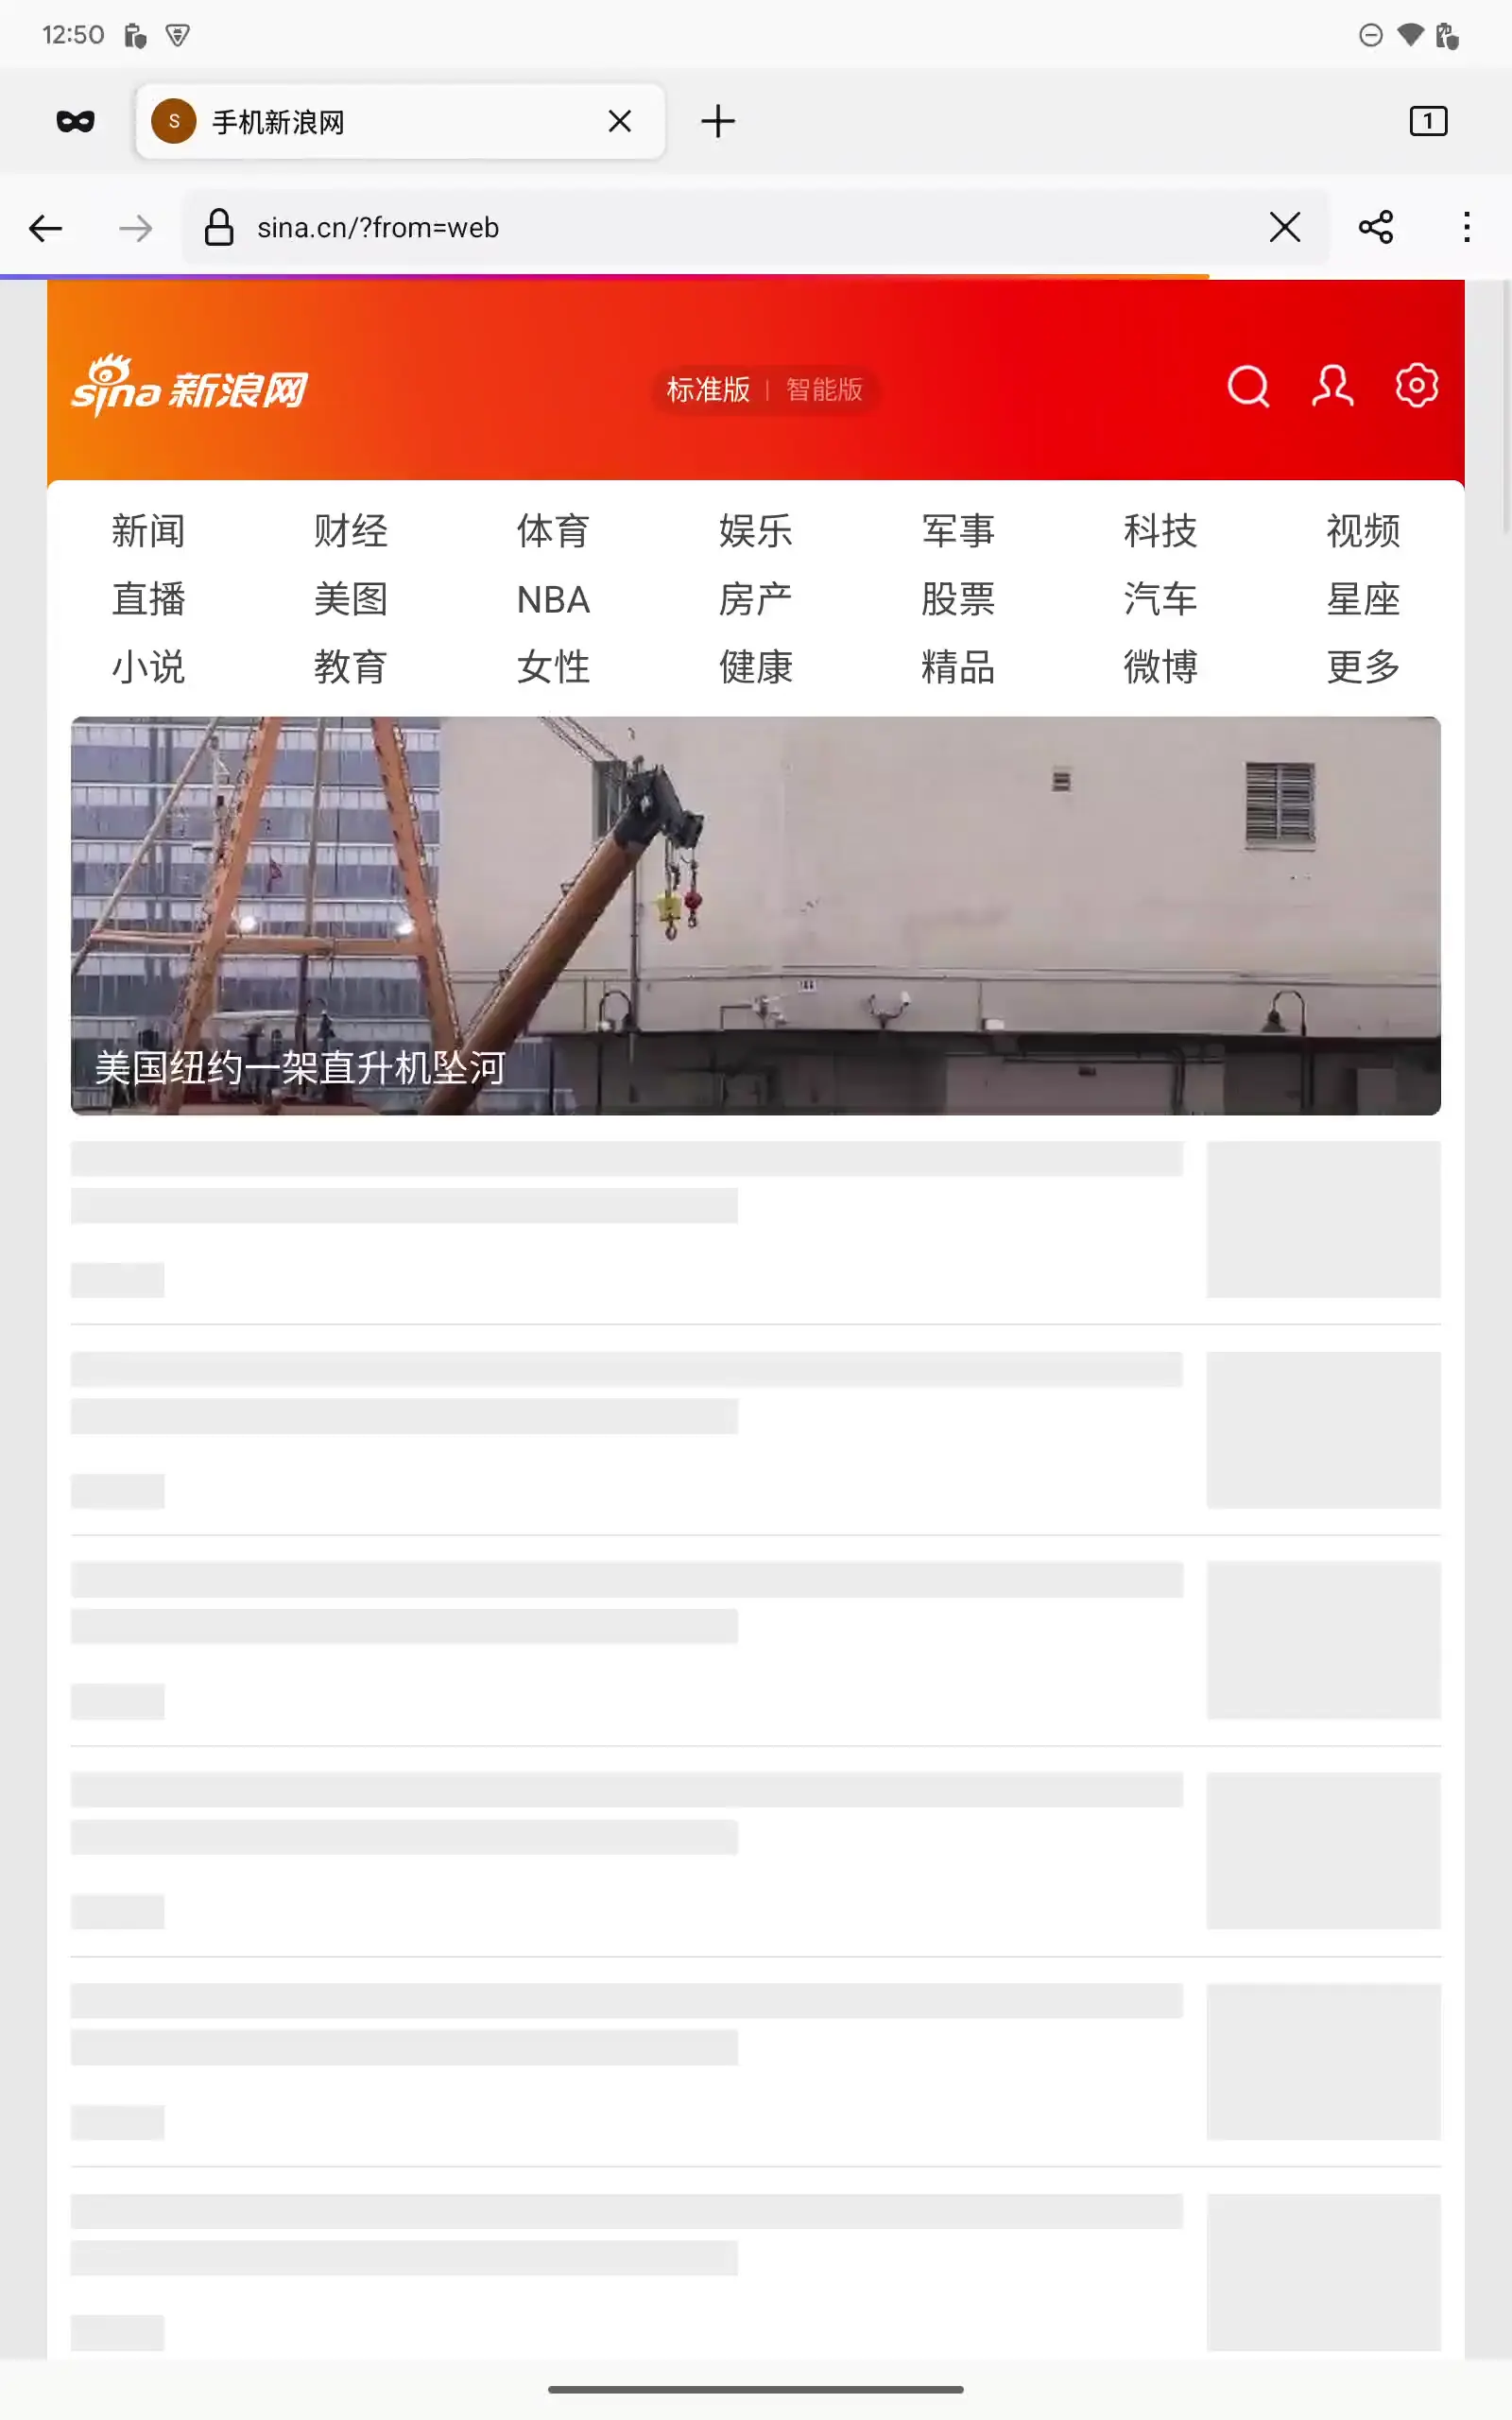 12:50
S 手机新浪网
1
sina.cn/?from=web
sina 新浪网
标准版 | 智能版
新闻 财经 体育 娱乐 军事 科技 视频
直播 美图 NBA 房产 股票 汽车 星座
小说 教育 女性 健康 精品 微博 更多
美国纽约一架直升机坠河